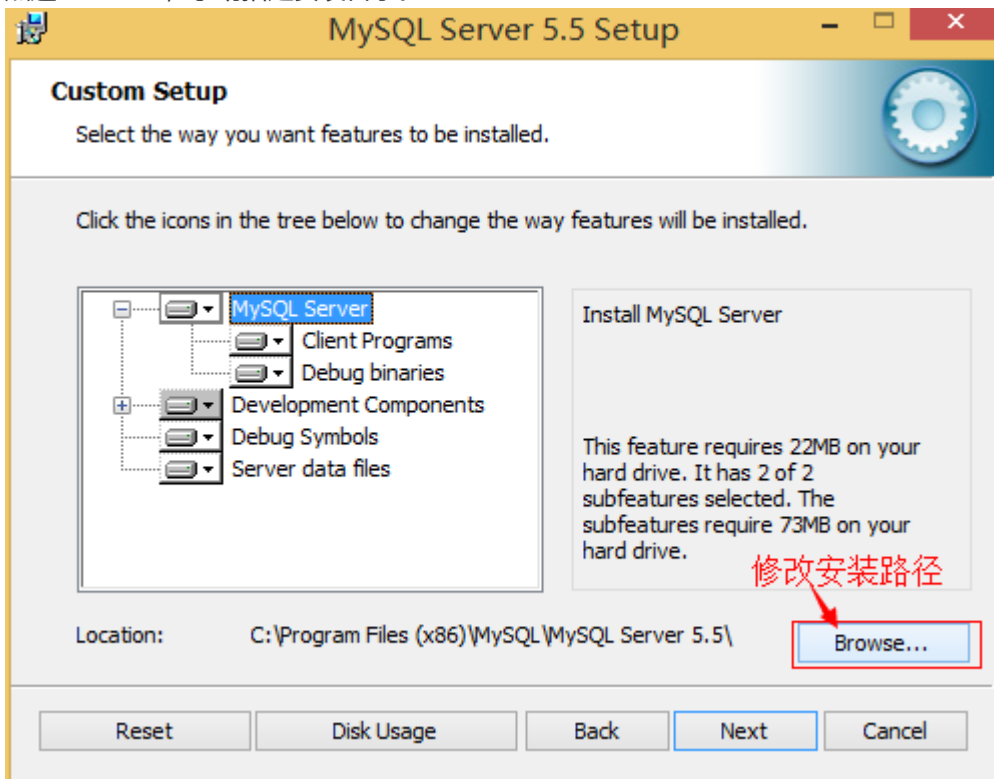 MySQL Server 5.5 Setup
Custom Setup
Select the way you want features to be installed.
Click the icons in the tree below to change the way features will be installed.
MySQL Server
Client Programs
Debug binaries
Development Components
Debug Symbols
Server data files
Install MySQL Server
This feature requires 22MB on your
hard drive. It has 2 of 2
subfeatures selected. The
subfeatures require 73MB on your
hard drive.
修改安装路径
Location: C:\Program Files (x86)\MySQL\MySQL Server 5.5\ Browse...
Reset Disk Usage Back Next Cancel